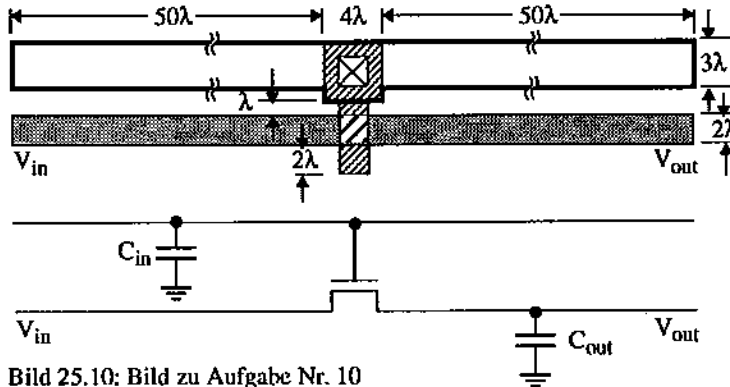 50λ 4λ 50λ
3λ
λ
2λ
V_in V_out
2λ
C_in
V_in V_out
C_out
Bild 25.10: Bild zu Aufgabe Nr. 10